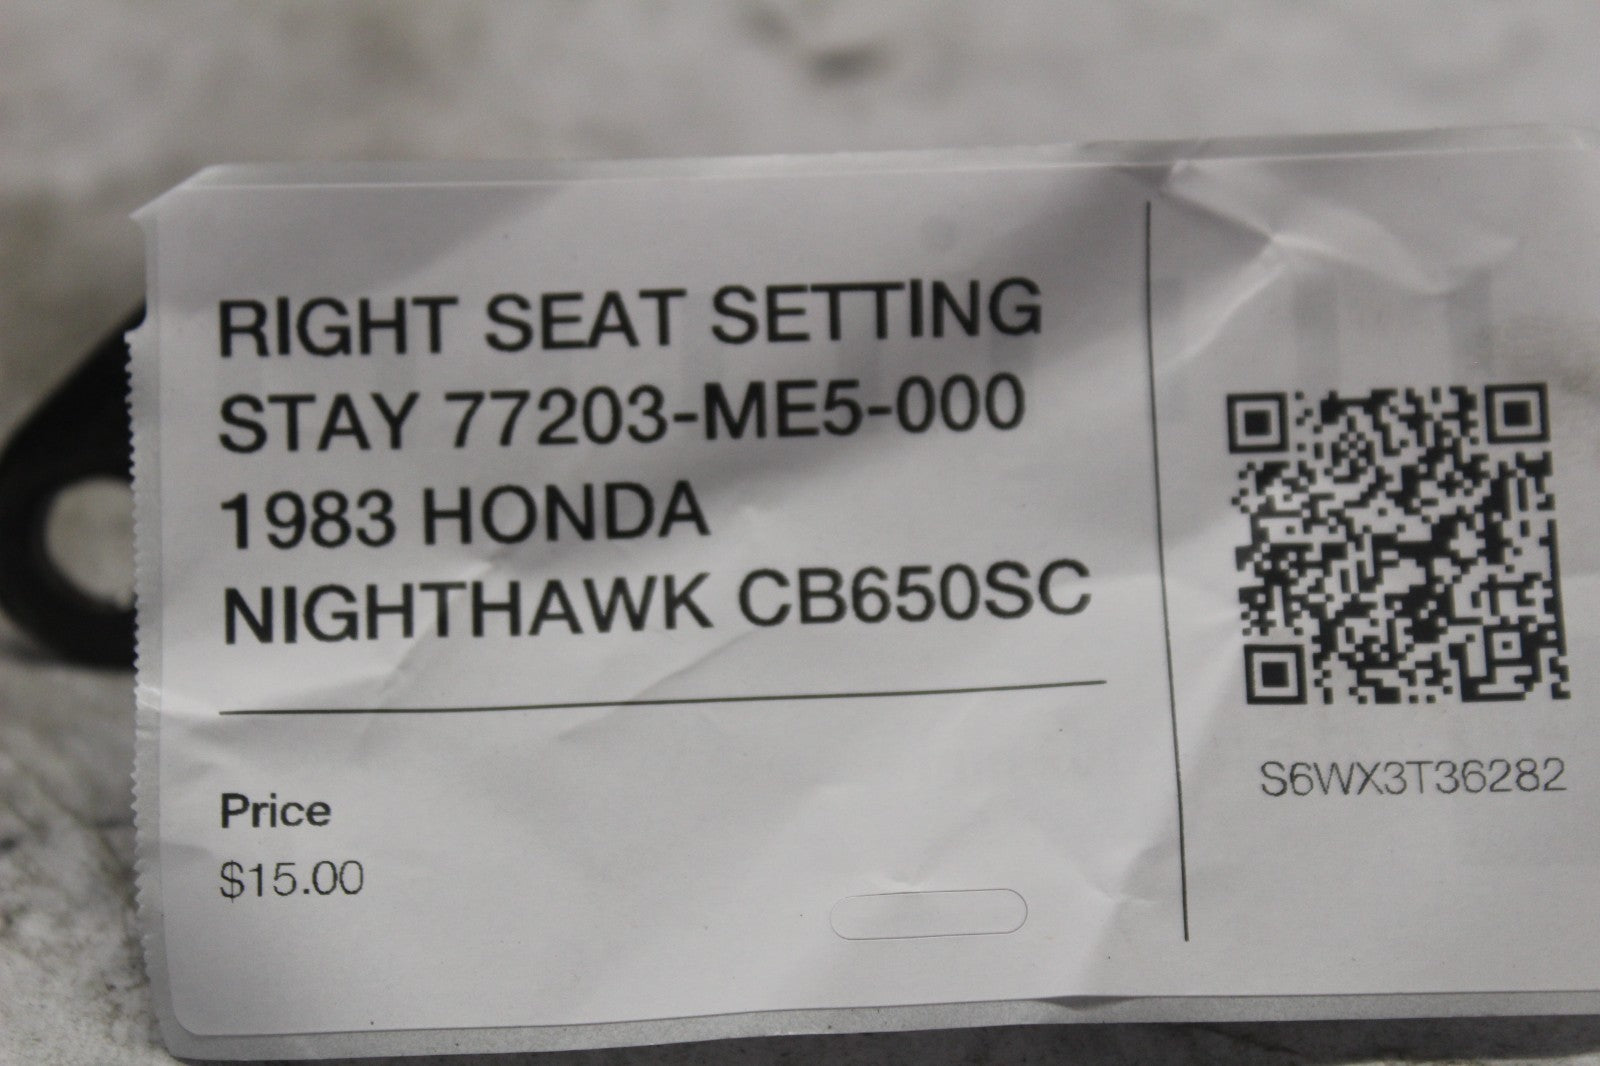 RIGHT SEAT SETTING
STAY 77203-ME5-000
1983 HONDA
NIGHTHAWK CB650SC
Price
$15.00
S6WX3T36282